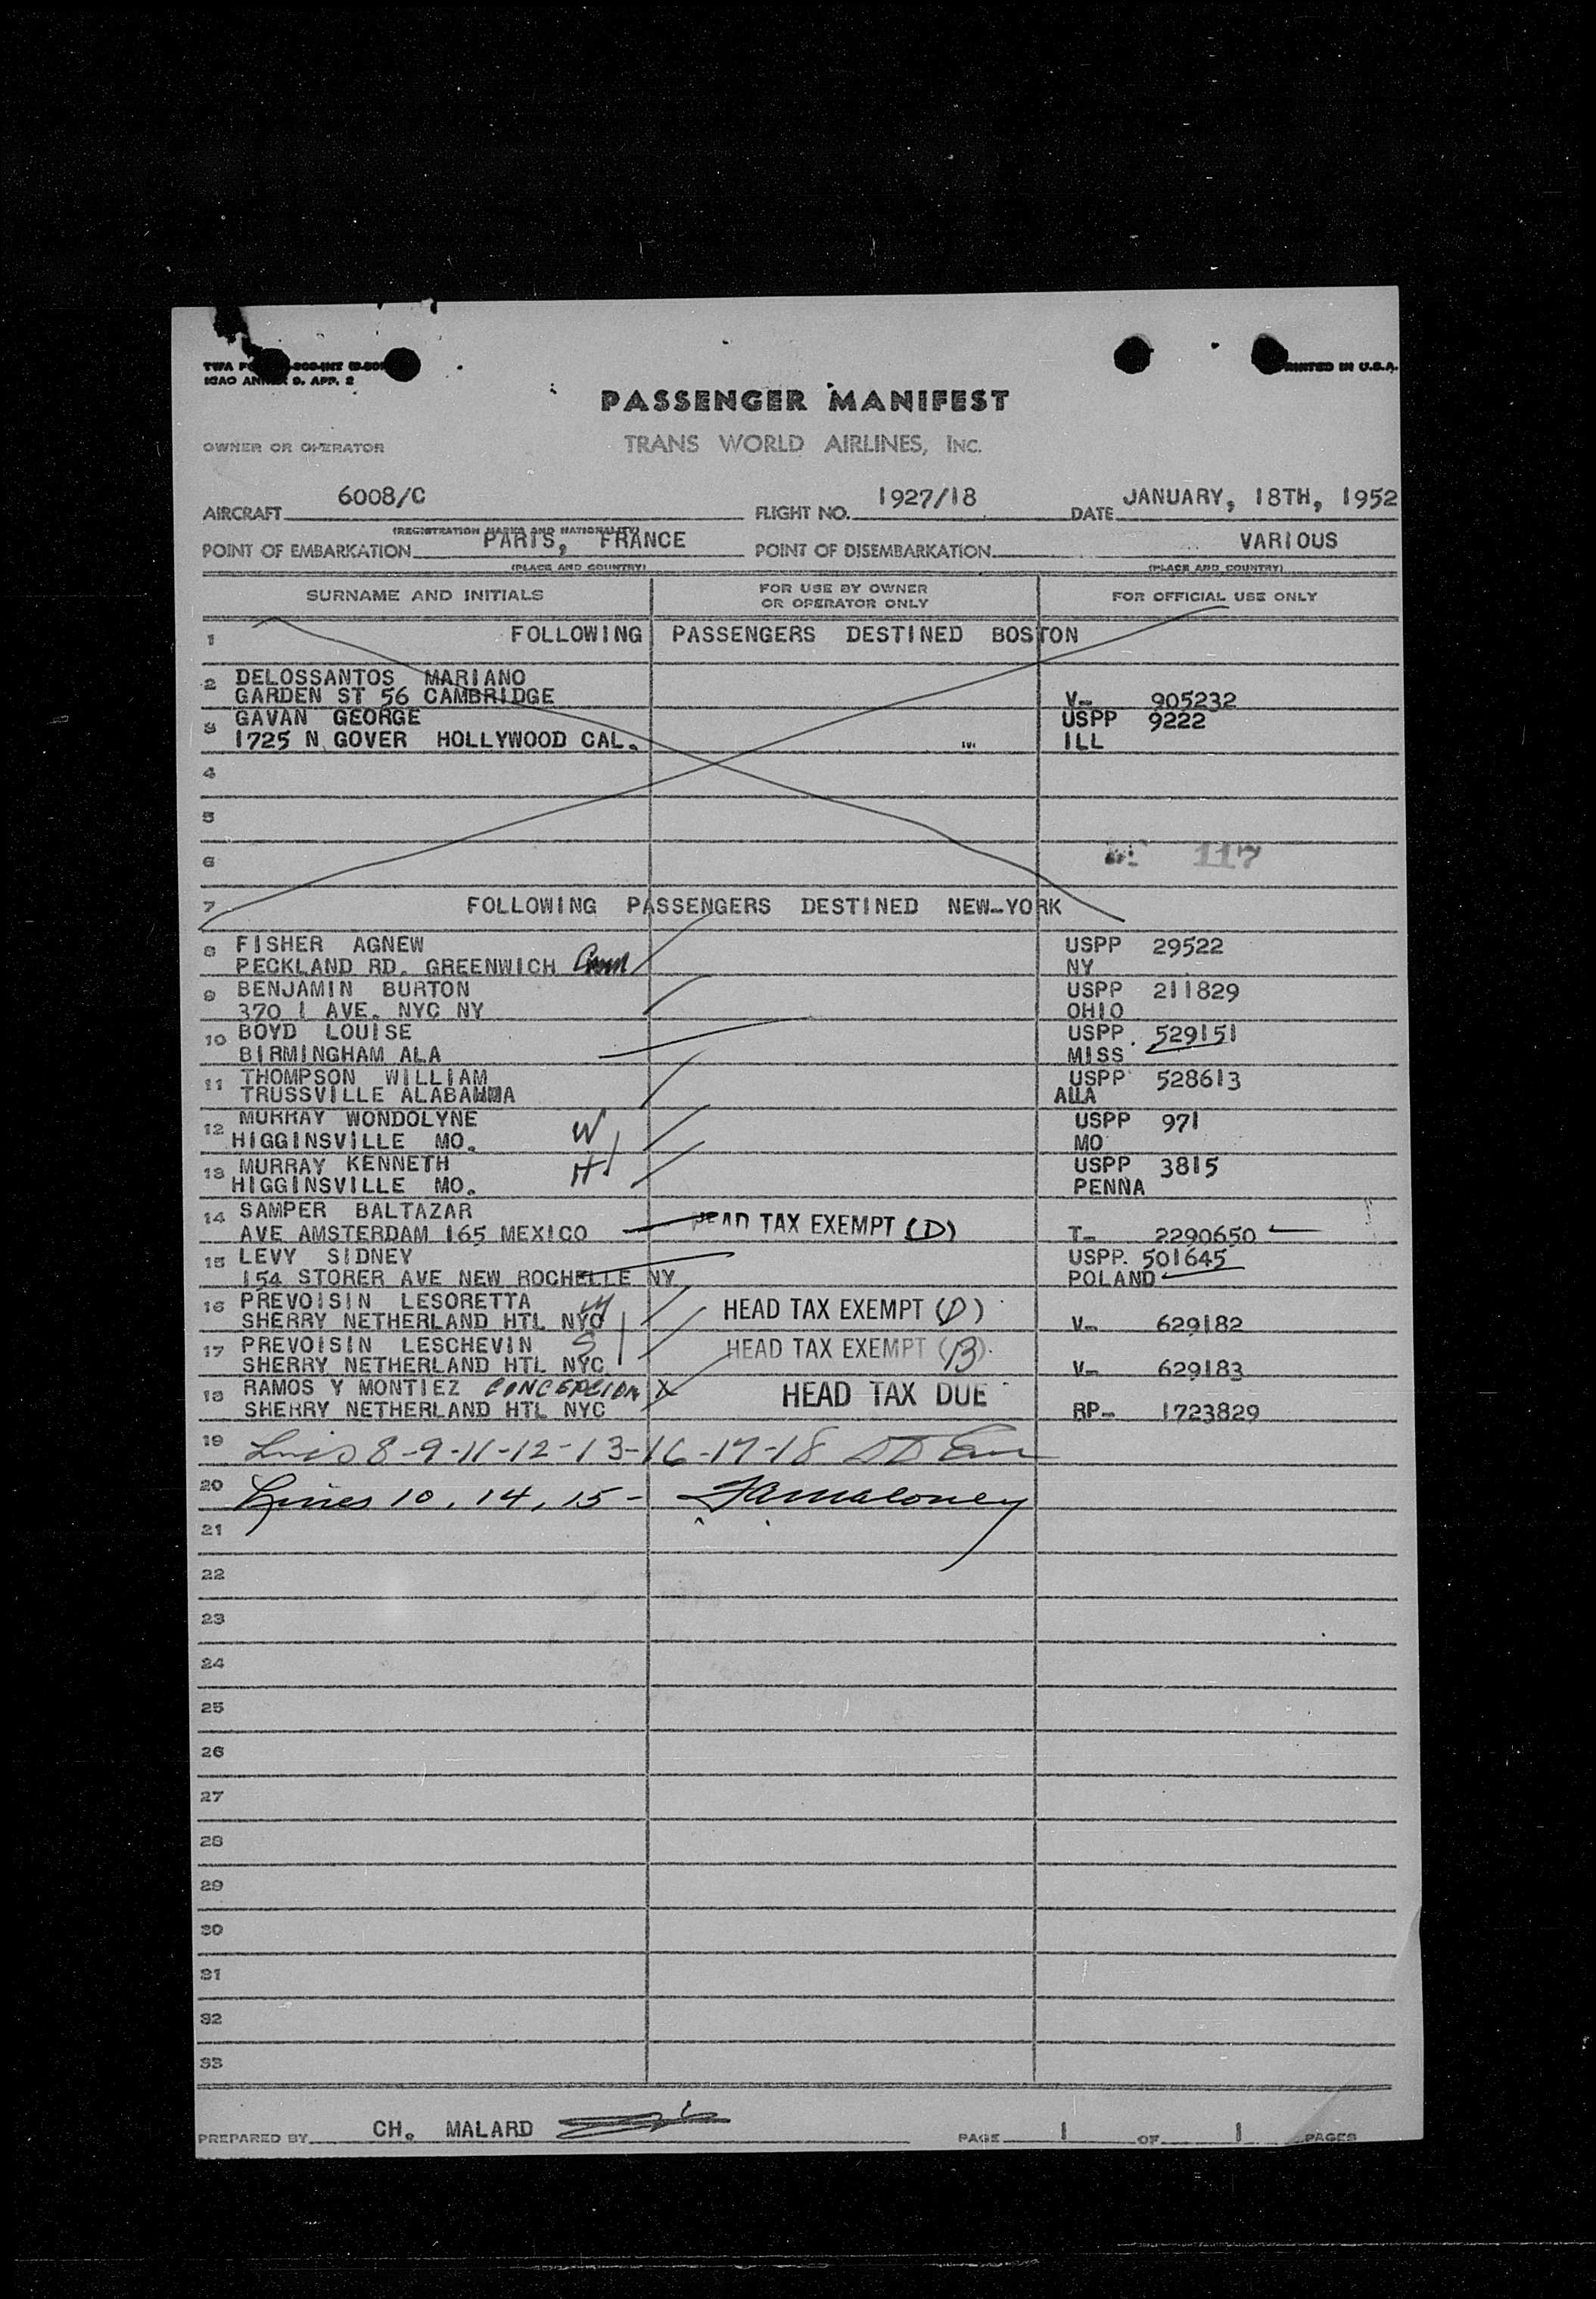 TWA
ICAO ANNEX 9, APP. 2
PRINTED IN U.S.A.
PASSENGER MANIFEST
OWNER OR OPERATOR TRANS WORLD AIRLINES, INC.
AIRCRAFT 6008/C FLIGHT NO. 1927/18 DATE JANUARY, 18TH, 1952
(REGISTRATION MARKS AND NATIONALITY)
POINT OF EMBARKATION PARIS, FRANCE POINT OF DISEMBARKATION VARIOUS
(PLACE AND COUNTRY) (PLACE AND COUNTRY)
SURNAME AND INITIALS FOR USE BY OWNER OR OPERATOR ONLY FOR OFFICIAL USE ONLY
1 FOLLOWING PASSENGERS DESTINED BOSTON
2 DELOSSANTOS MARIANO
GARDEN ST 56 CAMBRIDGE V- 905232
3 GAVAN GEORGE USPP 9222
1725 N GOVER HOLLYWOOD CAL. ILL
4
5
6 117
7 FOLLOWING PASSENGERS DESTINED NEW-YORK
8 FISHER AGNEW USPP 29522
PECKLAND RD. GREENWICH Conn NY
9 BENJAMIN BURTON USPP 211829
370 1 AVE. NYC NY OHIO
10 BOYD LOUISE USPP. 529151
BIRMINGHAM ALA MISS
11 THOMPSON WILLIAM USPP 528613
TRUSSVILLE ALABAMMA ALLA
12 MURRAY WONDOLYNE W USPP 971
HIGGINSVILLE MO. MO
13 MURRAY KENNETH H USPP 3815
HIGGINSVILLE MO. PENNA
14 SAMPER BALTAZAR
AVE AMSTERDAM 165 MEXICO HEAD TAX EXEMPT (D) T- 2290650
15 LEVY SIDNEY USPP. 501645
154 STORER AVE NEW ROCHELLE NY POLAND
16 PREVOISIN LESORETTA M HEAD TAX EXEMPT (D)
SHERRY NETHERLAND HTL NYC V- 629182
17 PREVOISIN LESCHEVIN S HEAD TAX EXEMPT (B)
SHERRY NETHERLAND HTL NYC V- 629183
18 RAMOS Y MONTIEZ CONCEPCION X HEAD TAX DUE
SHERRY NETHERLAND HTL NYC RP- 1723829
19 8-9-11-12-13-16-17-18
20 Lines 10, 14, 15 - Maloney
21
22
23
24
25
26
27
28
29
30
31
32
33
PREPARED BY CH. MALARD PAGE 1 OF 1 PAGES